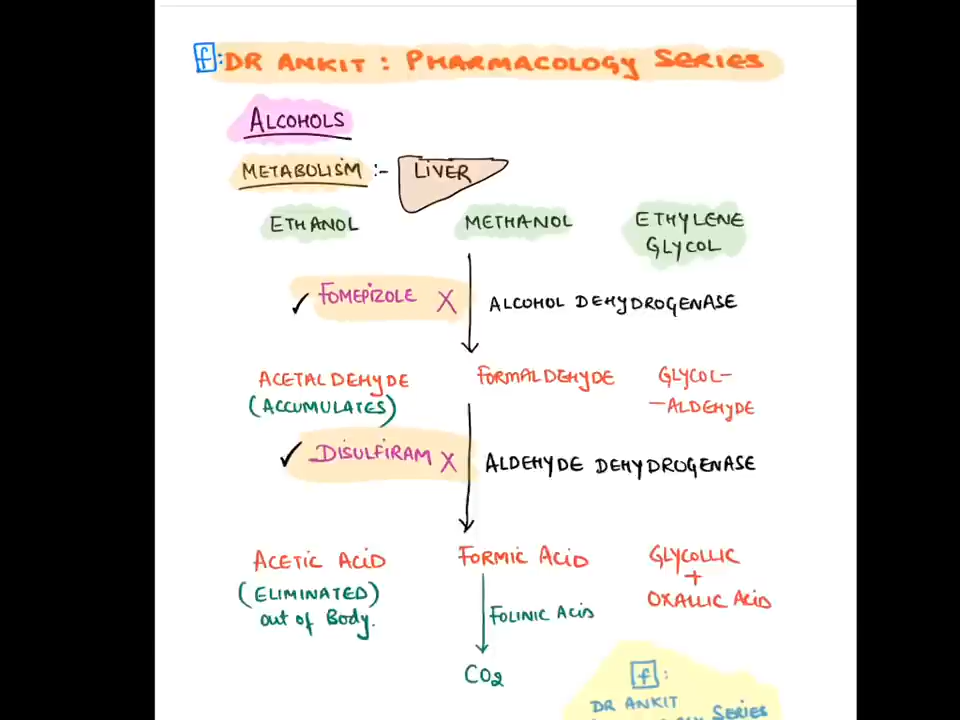 f: DR ANKIT : PHARMACOLOGY SERIES
ALCOHOLS
METABOLISM :- LIVER
ETHANOL METHANOL ETHYLENE
GLYCOL
✓ FOMEPIZOLE X ALCOHOL DEHYDROGENASE
ACETALDEHYDE FORMALDEHYDE GLYCOL-
(ACCUMULATES) -ALDEHYDE
✓ DISULFIRAM X ALDEHYDE DEHYDROGENASE
ACETIC ACID FORMIC ACID GLYCOLLIC
+
(ELIMINATED) OXALLIC ACID
out of Body. FOLINIC ACID
CO2
f:
DR ANKIT
SERIES